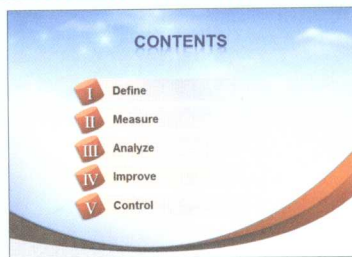 CONTENTS
I Define
II Measure
III Analyze
IV Improve
V Control